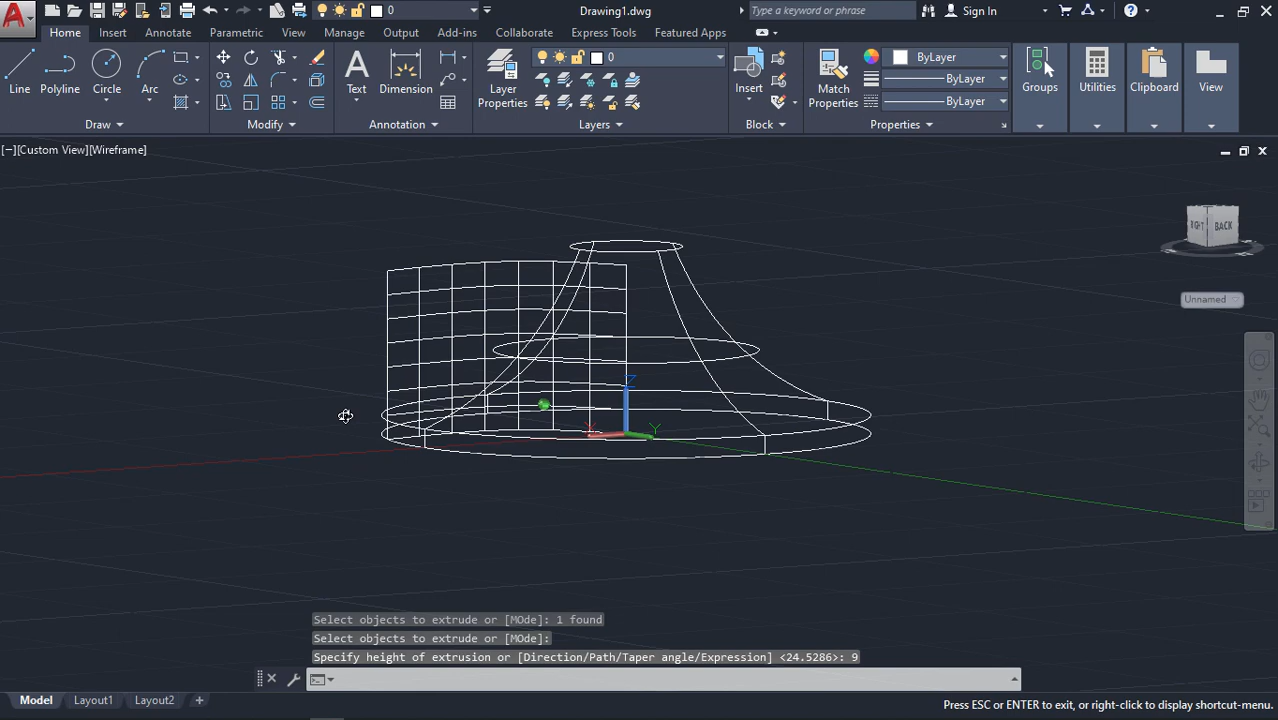 A
0
Drawing1.dwg
Type a keyword or phrase
Sign In
?
Home
Insert
Annotate
Parametric
View
Manage
Output
Add-ins
Collaborate
Express Tools
Featured Apps
0
ByLayer
ByLayer
ByLayer
Line
Polyline
Circle
Arc
Text
Dimension
Layer
Properties
Insert
Match
Properties
Groups
Utilities
Clipboard
View
Draw
Modify
Annotation
Layers
Block
Properties
[−][Custom View][Wireframe]
RIGHT
BACK
Unnamed
Z
X
Y
Select objects to extrude or [MOde]: 1 found
Select objects to extrude or [MOde]:
Specify height of extrusion or [Direction/Path/Taper angle/Expression] <24.5286>: 9
Model
Layout1
Layout2
+
Press ESC or ENTER to exit, or right-click to display shortcut-menu.